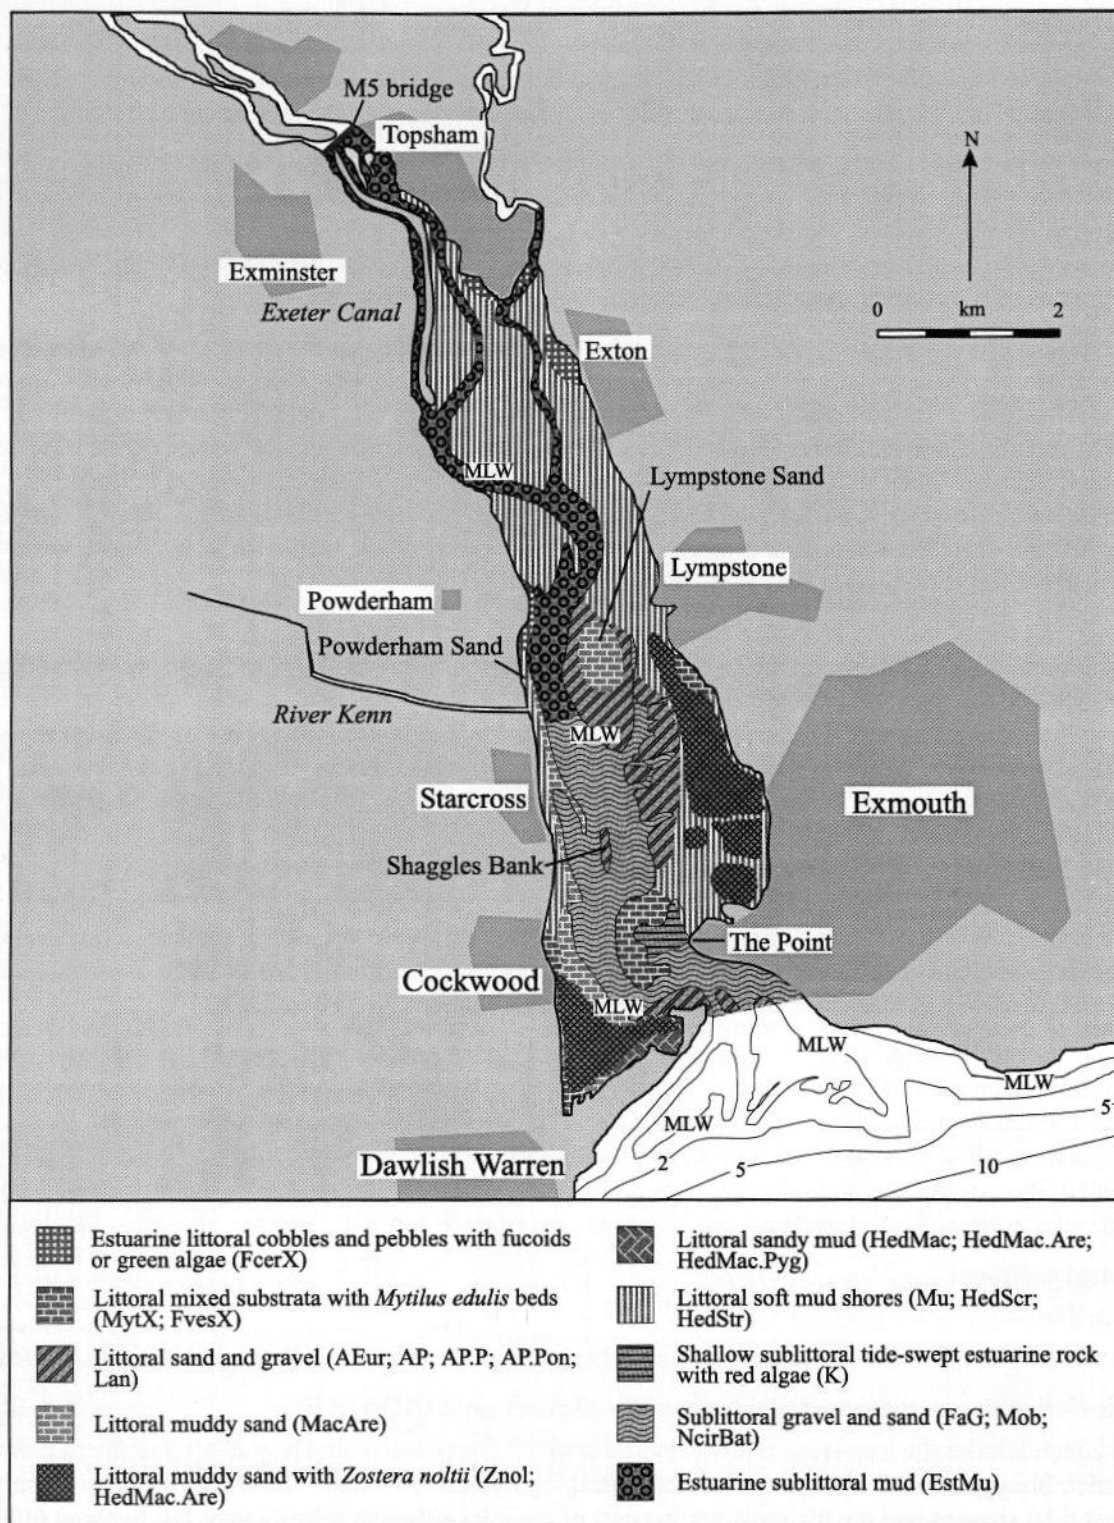 M5 bridge
Topsham
N
Exminster
Exeter Canal
0 km 2
Exton
MLW
Lympstone Sand
Lympstone
Powderham
Powderham Sand
River Kenn
MLW
Starcross
Exmouth
Shaggles Bank
The Point
Cockwood
MLW
MLW
MLW
MLW
5
Dawlish Warren
2
5
10
Estuarine littoral cobbles and pebbles with fucoids
or green algae (FcerX)
Littoral mixed substrata with Mytilus edulis beds
(MytX; FvesX)
Littoral sand and gravel (AEur; AP; AP.P; AP.Pon;
Lan)
Littoral muddy sand (MacAre)
Littoral muddy sand with Zostera noltii (Znol;
HedMac.Are)
Littoral sandy mud (HedMac; HedMac.Are;
HedMac.Pyg)
Littoral soft mud shores (Mu; HedScr;
HedStr)
Shallow sublittoral tide-swept estuarine rock
with red algae (K)
Sublittoral gravel and sand (FaG; Mob;
NcirBat)
Estuarine sublittoral mud (EstMu)